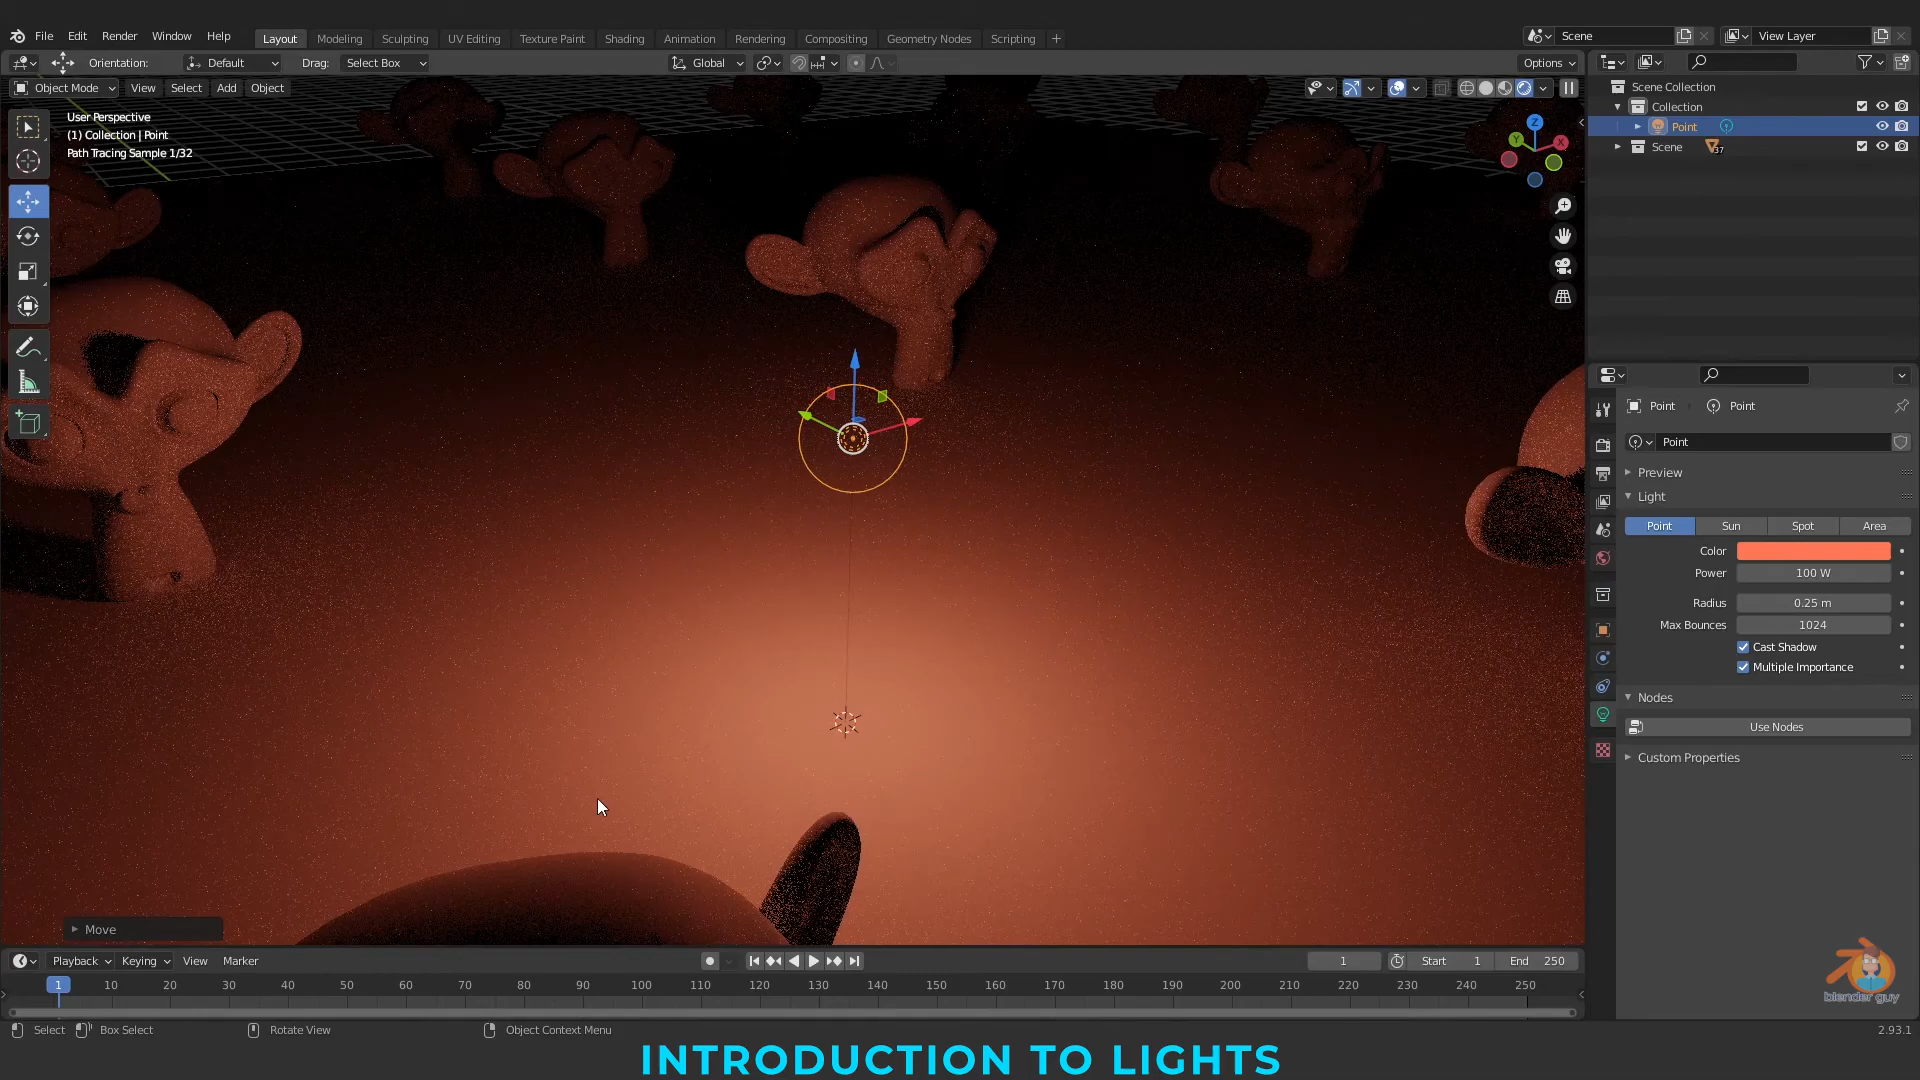 File Edit Render Window Help Layout Modeling Sculpting UV Editing Texture Paint Shading Animation Rendering Compositing Geometry Nodes Scripting + Scene View Layer
Orientation: Default Drag: Select Box Global Options
Object Mode View Select Add Object
User Perspective
(1) Collection | Point
Path Tracing Sample 1/32
Z
Y
X
Scene Collection
Collection
Point
Scene 37
Point Point
Point
Preview
Light
Point Sun Spot Area
Color
Power 100 W
Radius 0.25 m
Max Bounces 1024
Cast Shadow
Multiple Importance
Nodes
Use Nodes
Custom Properties
Move
Playback Keying View Marker 1 Start 1 End 250
1 10 20 30 40 50 60 70 80 90 100 110 120 130 140 150 160 170 180 190 200 210 220 230 240 250
blender guy
Select Box Select Rotate View Object Context Menu 2.93.1
INTRODUCTION TO LIGHTS